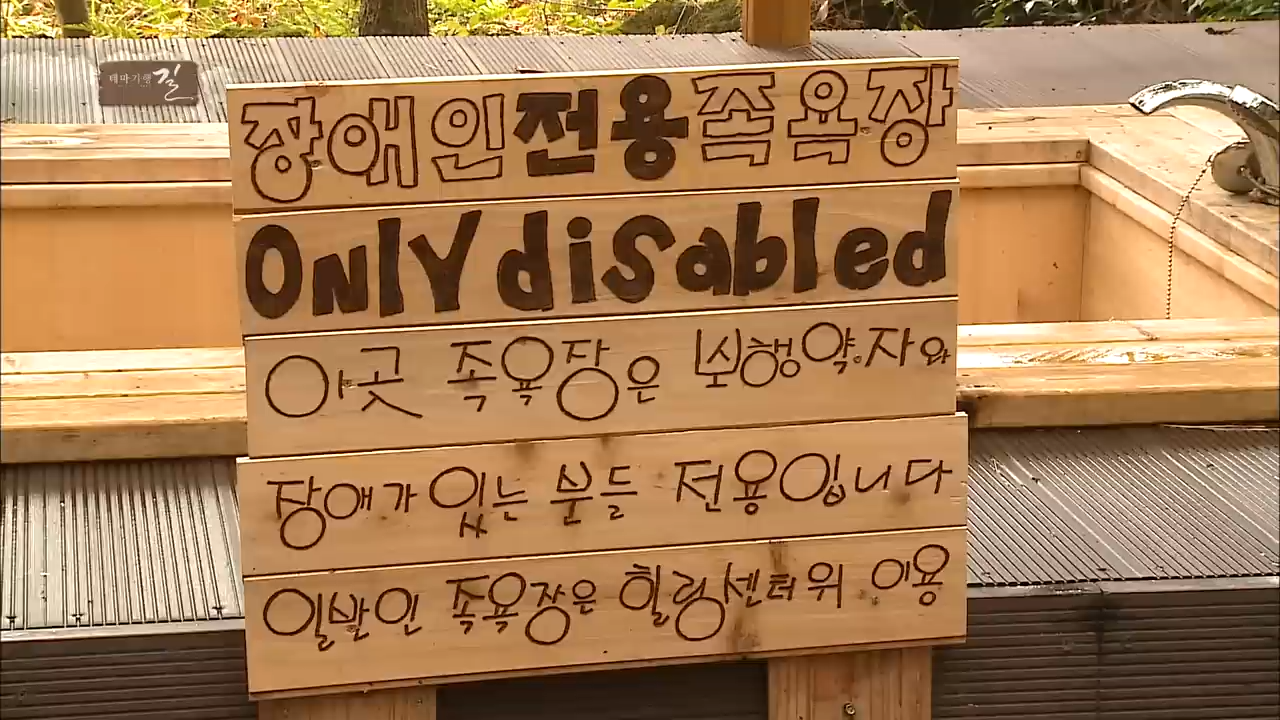 테마기행 길
장애인전용족욕장
Only disabled
이곳 족욕장은 보행약자와
장애가 있는 분들 전용입니다
일반인 족욕장은 힐링센터위 이용